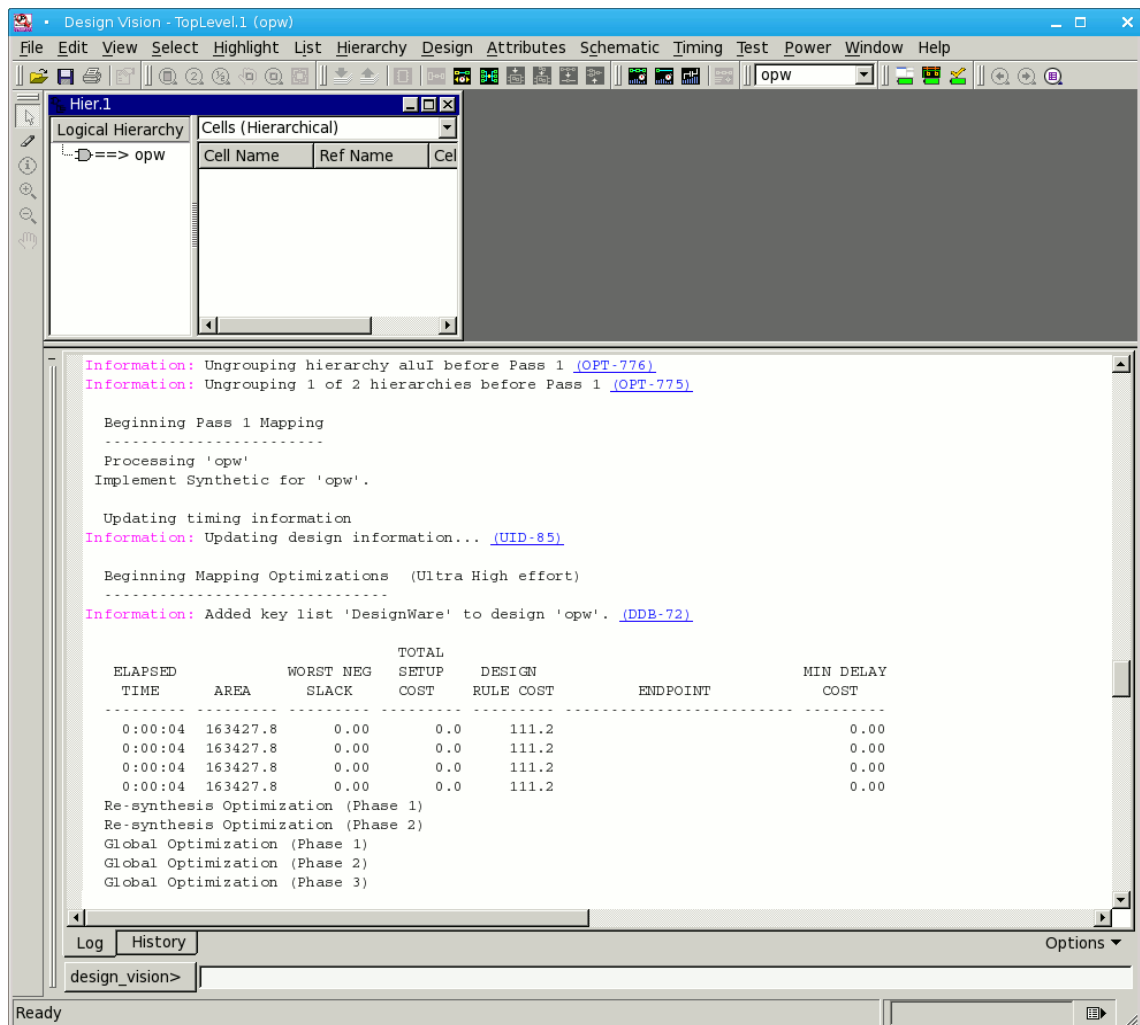 Design Vision - TopLevel.1 (opw)
File Edit View Select Highlight List Hierarchy Design Attributes Schematic Timing Test Power Window Help
opw
Hier.1
Logical Hierarchy
Cells (Hierarchical)
==> opw
Cell Name Ref Name Cel
Information: Ungrouping hierarchy aluI before Pass 1 (OPT-776)
Information: Ungrouping 1 of 2 hierarchies before Pass 1 (OPT-775)
Beginning Pass 1 Mapping
------------------------
Processing 'opw'
Implement Synthetic for 'opw'.
Updating timing information
Information: Updating design information... (UID-85)
Beginning Mapping Optimizations (Ultra High effort)
-------------------------------
Information: Added key list 'DesignWare' to design 'opw'. (DDB-72)
TOTAL
ELAPSED WORST NEG SETUP DESIGN MIN DELAY
TIME AREA SLACK COST RULE COST ENDPOINT COST
--------- --------- --------- --------- --------- ------------------------- ---------
0:00:04 163427.8 0.00 0.0 111.2 0.00
0:00:04 163427.8 0.00 0.0 111.2 0.00
0:00:04 163427.8 0.00 0.0 111.2 0.00
0:00:04 163427.8 0.00 0.0 111.2 0.00
Re-synthesis Optimization (Phase 1)
Re-synthesis Optimization (Phase 2)
Global Optimization (Phase 1)
Global Optimization (Phase 2)
Global Optimization (Phase 3)
Log History Options
design_vision>
Ready